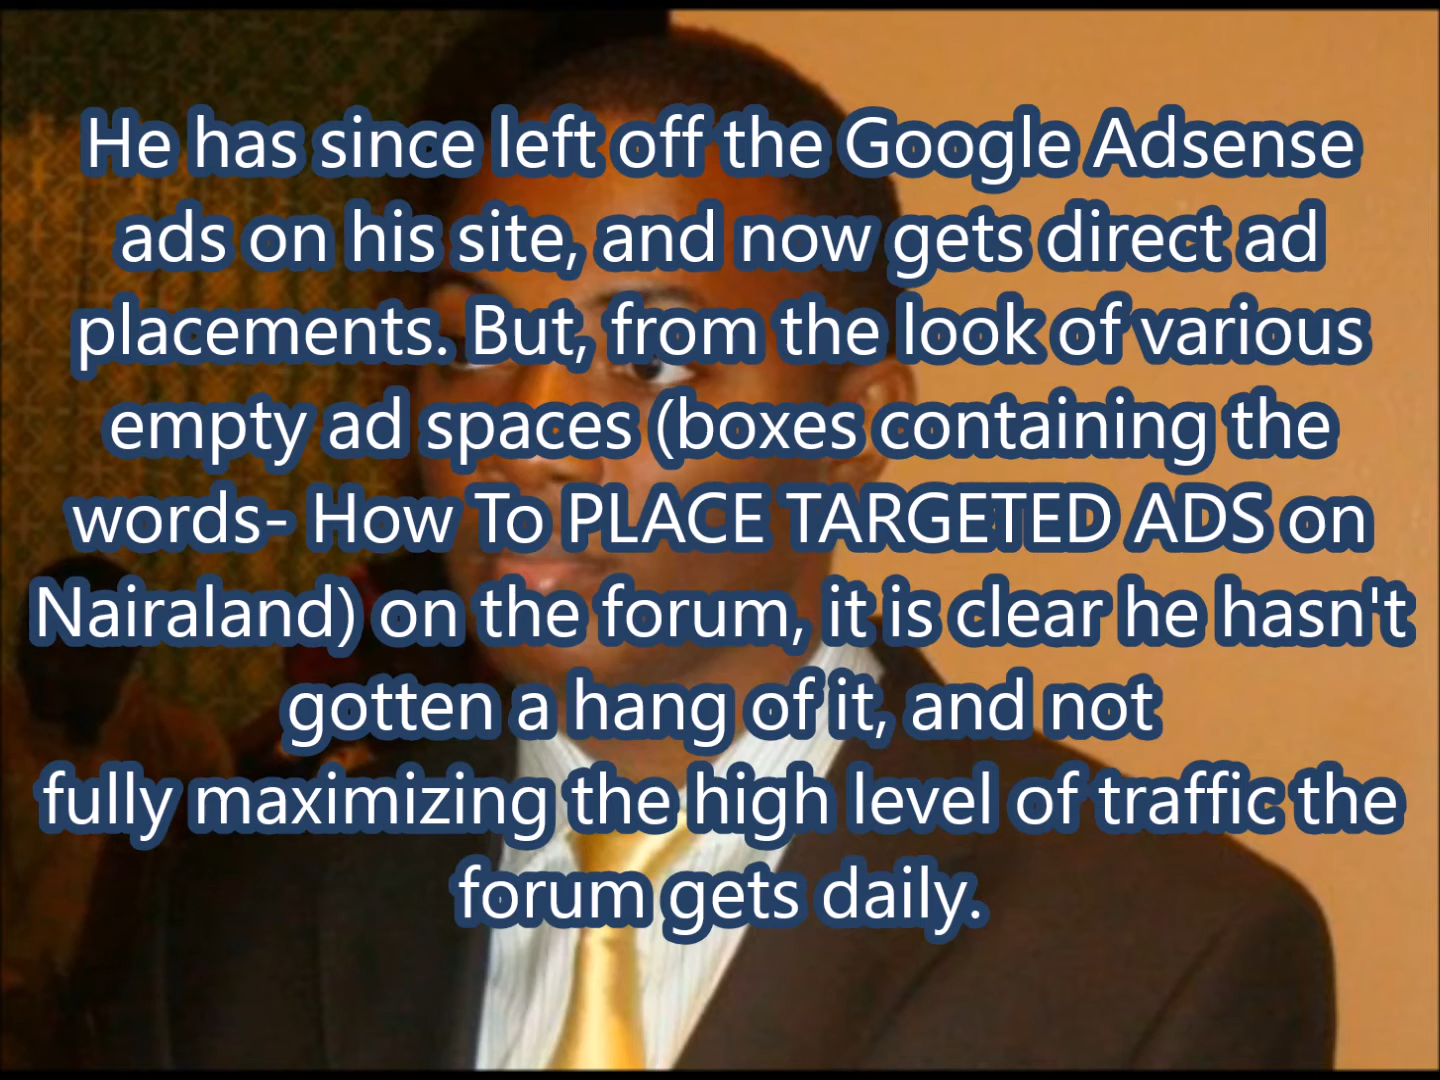 He has since left off the Google Adsense
ads on his site, and now gets direct ad
placements. But, from the look of various
empty ad spaces (boxes containing the
words- How To PLACE TARGETED ADS on
Nairaland) on the forum, it is clear he hasn't
gotten a hang of it, and not
fully maximizing the high level of traffic the
forum gets daily.